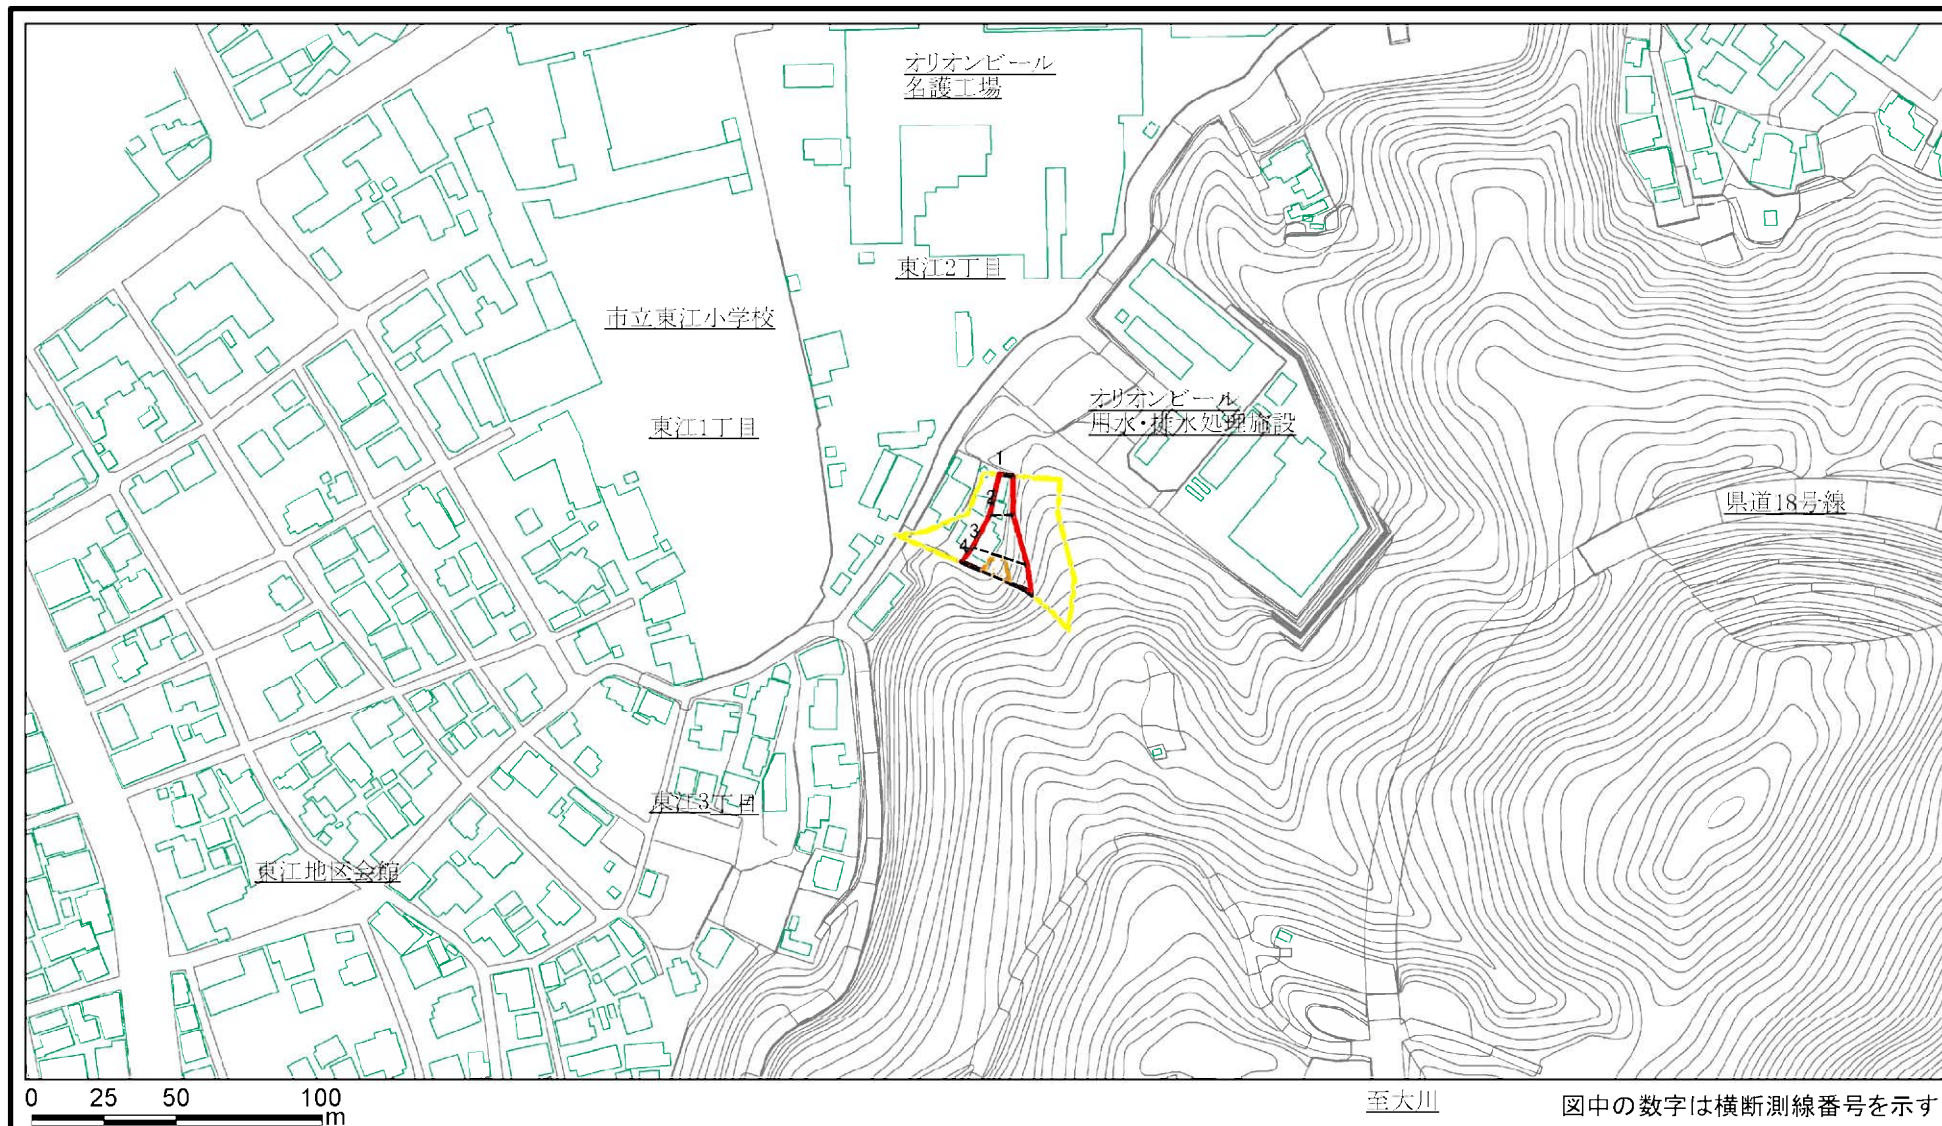 オリオンビール
名護工場
東江2丁目
市立東江小学校
オリオンビール
用水・排水処理施設
東江1丁目
1
2
3
4
県道18号線
東江3丁目
東江地区会館
0 25 50 100
m
至大川
図中の数字は横断測線番号を示す